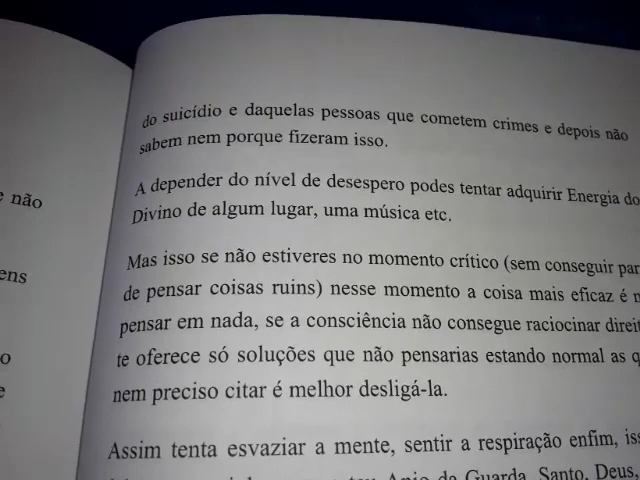 não
ens
o
e
do suicídio e daquelas pessoas que cometem crimes e depois não
sabem nem porque fizeram isso.
A depender do nível de desespero podes tentar adquirir Energia do
Divino de algum lugar, uma música etc.
Mas isso se não estiveres no momento crítico (sem conseguir par
de pensar coisas ruins) nesse momento a coisa mais eficaz é n
pensar em nada, se a consciência não consegue raciocinar direit
te oferece só soluções que não pensarias estando normal as q
nem preciso citar é melhor desligá-la.
Assim tenta esvaziar a mente, sentir a respiração enfim, iss
Anjo da Guarda, Santo, Deus,